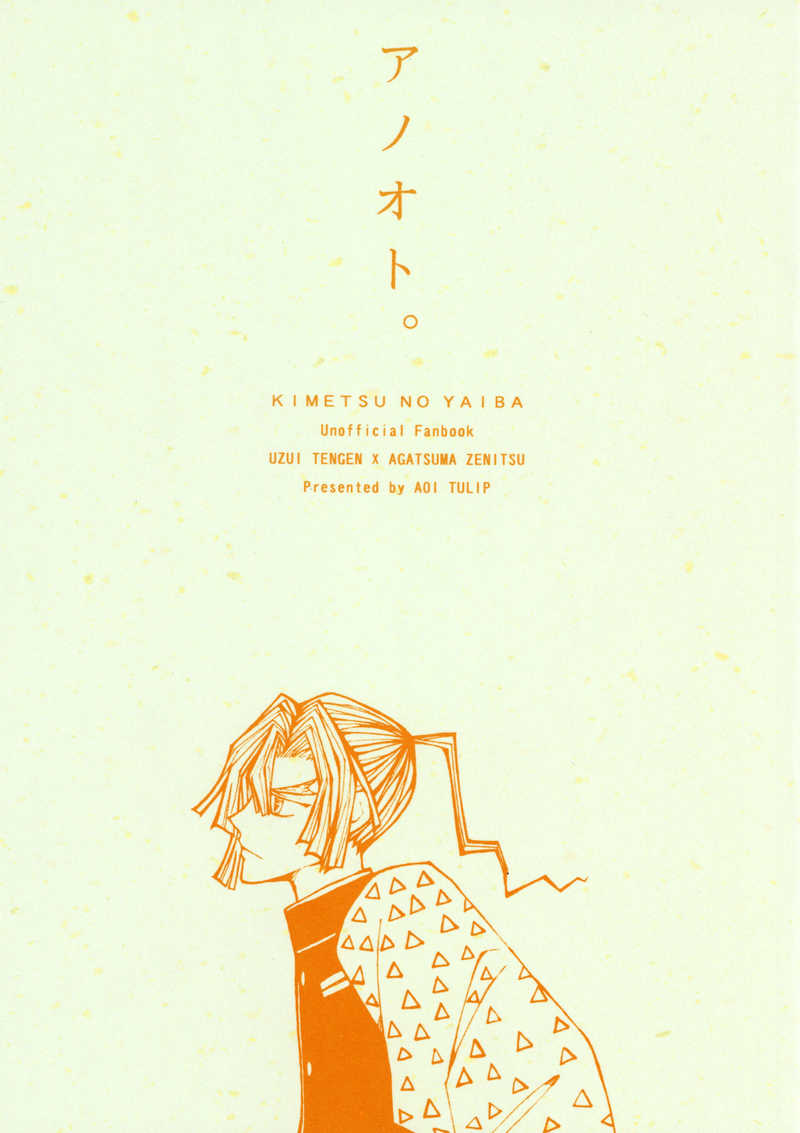 アノオト。
KIMETSU NO YAIBA
Unofficial Fanbook
UZUI TENGEN X AGATSUMA ZENITSU
Presented by AOI TULIP